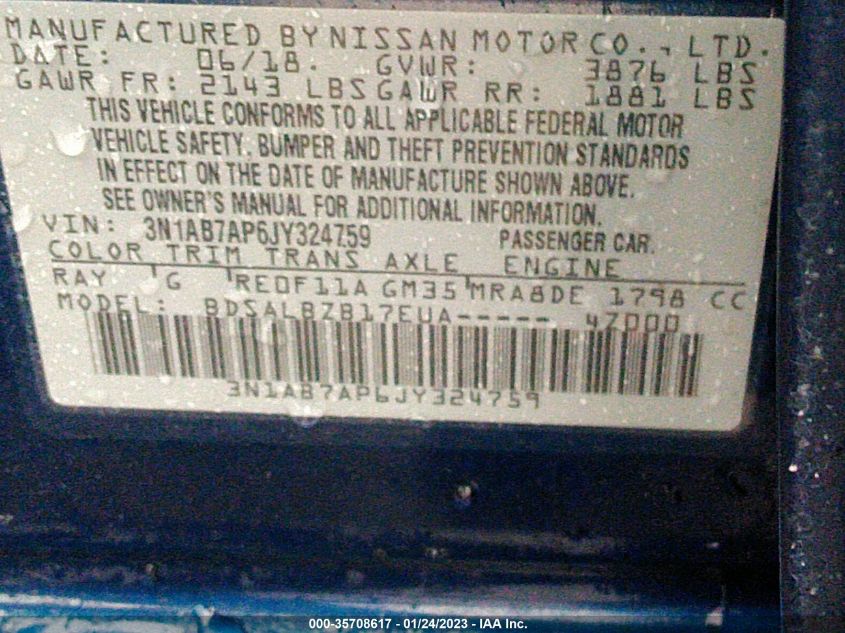 MANUFACTURED BY NISSAN MOTOR CO., LTD.
DATE: 06/18. GVWR: 3876 LBS
GAWR FR: 2143 LBS GAWR RR: 1881 LBS
THIS VEHICLE CONFORMS TO ALL APPLICABLE FEDERAL MOTOR
VEHICLE SAFETY, BUMPER AND THEFT PREVENTION STANDARDS
IN EFFECT ON THE DATE OF MANUFACTURE SHOWN ABOVE.
SEE OWNER'S MANUAL FOR ADDITIONAL INFORMATION.
VIN: 3N1AB7AP6JY324759 PASSENGER CAR.
COLOR TRIM TRANS AXLE ENGINE
RAY G RE0F11A GM35 MRA8DE 1798 CC
MODEL: BDSALBZB17EUA----- 4Z000
3N1AB7AP6JY324759
000-35708617 - 01/24/2023 - IAA Inc.